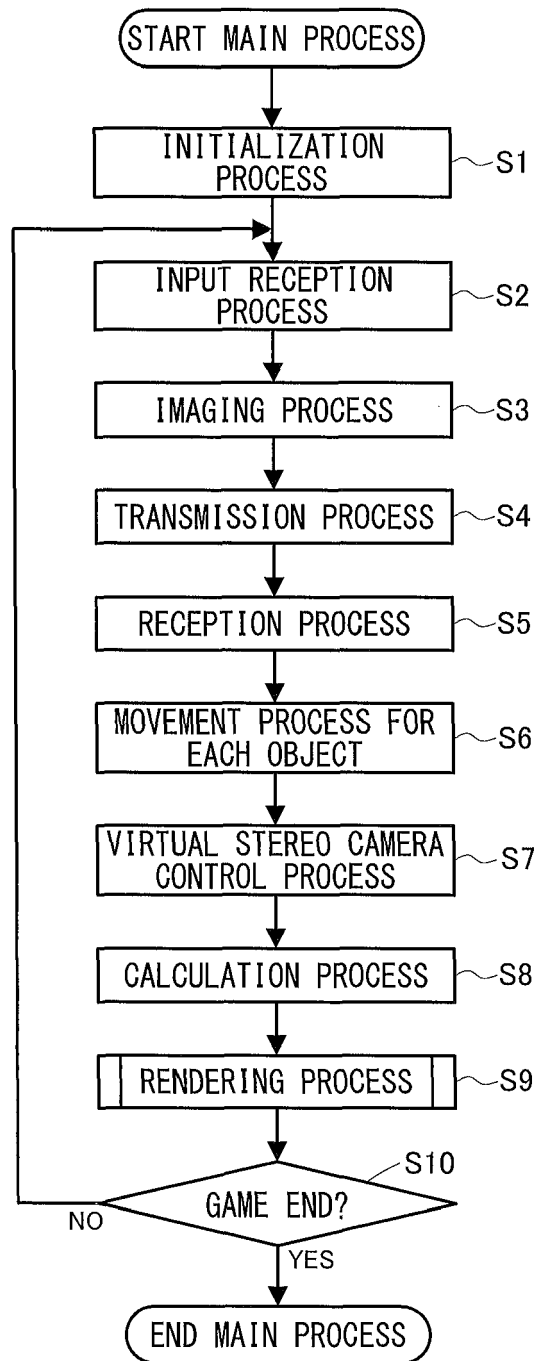 START MAIN PROCESS
INITIALIZATION
PROCESS
S1
INPUT RECEPTION
PROCESS
S2
IMAGING PROCESS
S3
TRANSMISSION PROCESS
S4
RECEPTION PROCESS
S5
MOVEMENT PROCESS FOR
EACH OBJECT
S6
VIRTUAL STEREO CAMERA
CONTROL PROCESS
S7
CALCULATION PROCESS
S8
RENDERING PROCESS
S9
S10
GAME END?
NO
YES
END MAIN PROCESS